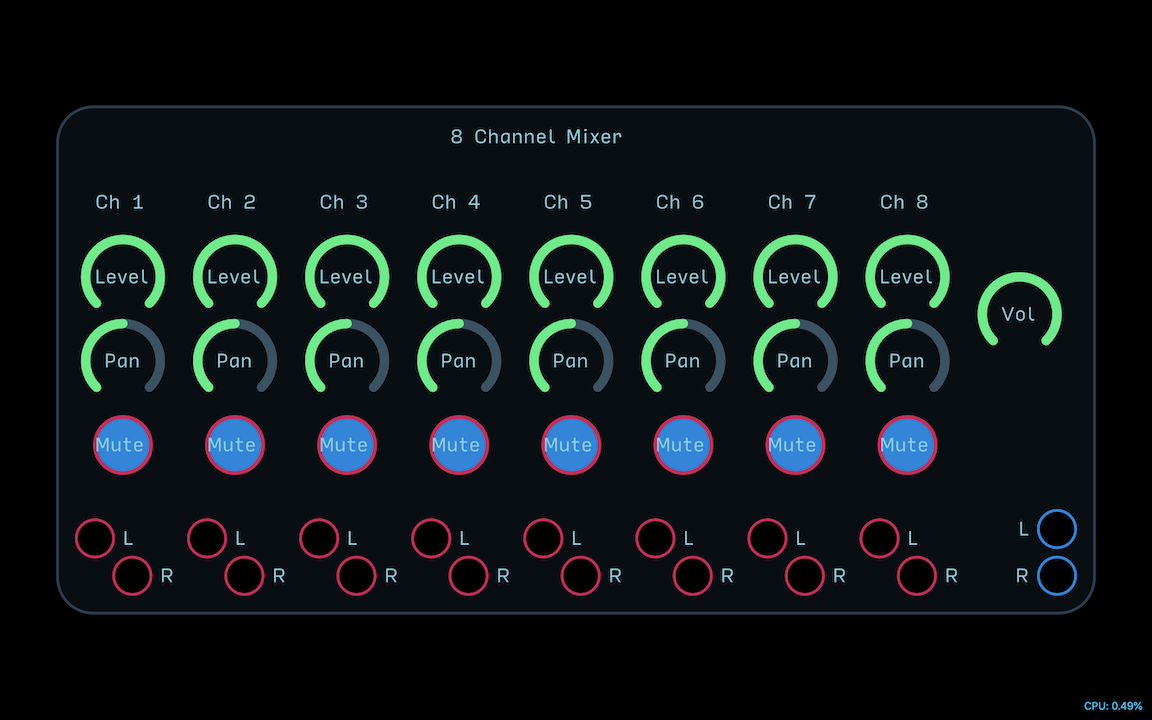 8 Channel Mixer
Ch 1 Ch 2 Ch 3 Ch 4 Ch 5 Ch 6 Ch 7 Ch 8
Level Level Level Level Level Level Level Level
Vol
Pan Pan Pan Pan Pan Pan Pan Pan
Mute Mute Mute Mute Mute Mute Mute Mute
L L L L L L L L L
R R R R R R R R R
CPU: 0.49%